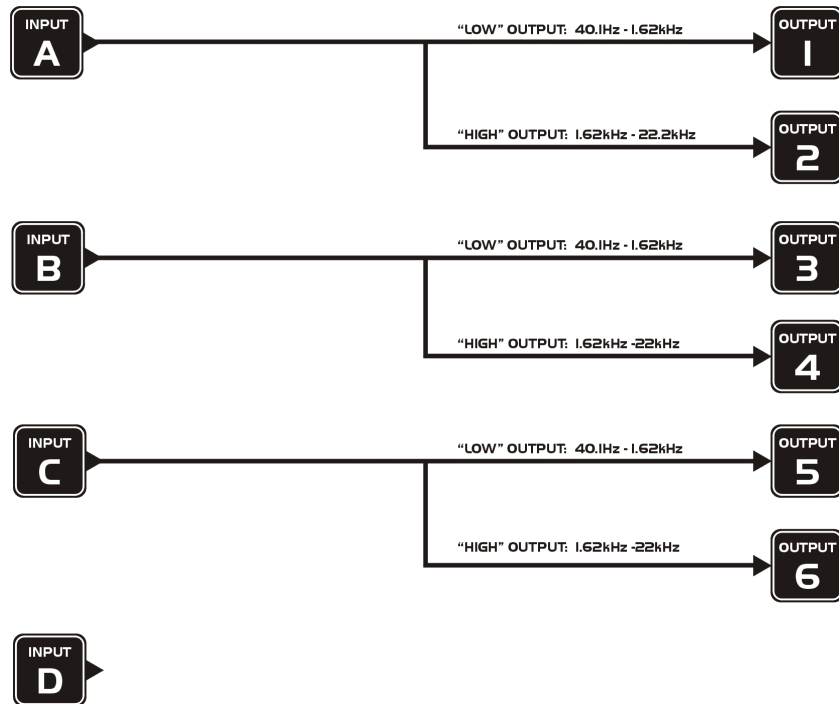 INPUT
A
"LOW" OUTPUT: 40.1Hz - 1.62kHz
OUTPUT
1
"HIGH" OUTPUT: 1.62kHz - 22.2kHz
OUTPUT
2
INPUT
B
"LOW" OUTPUT: 40.1Hz - 1.62kHz
OUTPUT
3
"HIGH" OUTPUT: 1.62kHz -22kHz
OUTPUT
4
INPUT
C
"LOW" OUTPUT: 40.1Hz - 1.62kHz
OUTPUT
5
"HIGH" OUTPUT: 1.62kHz -22kHz
OUTPUT
6
INPUT
D